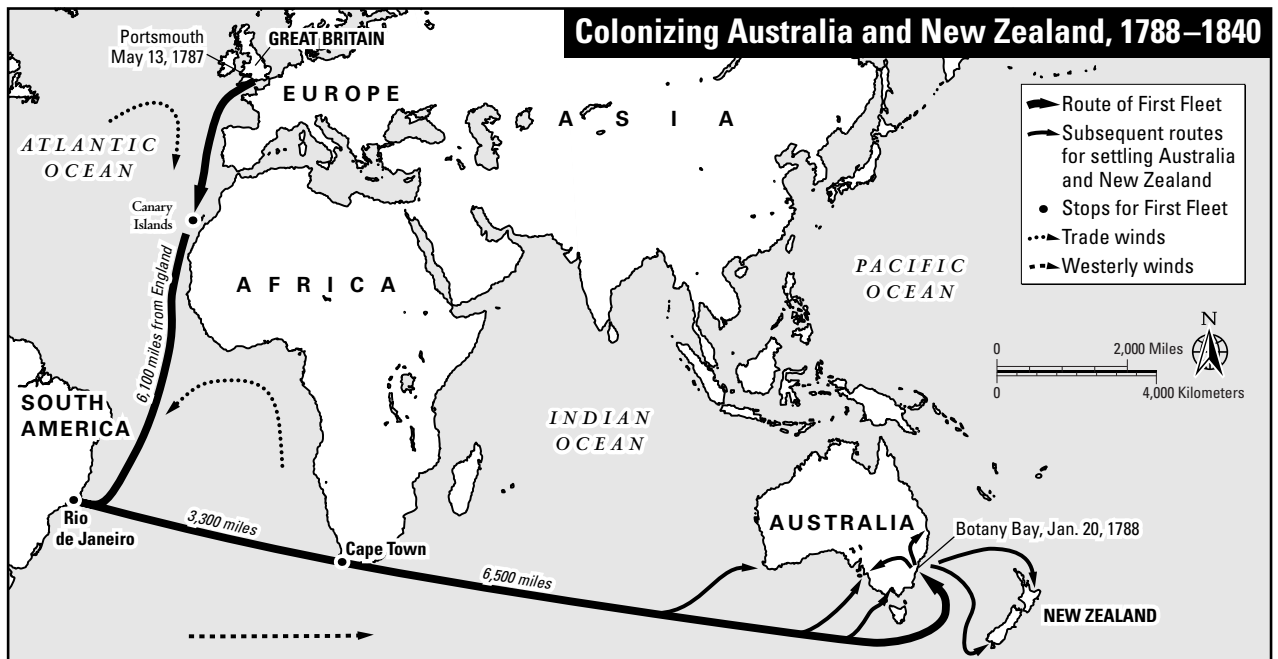 Colonizing Australia and New Zealand, 1788–1840
Portsmouth
May 13, 1787
GREAT BRITAIN
EUROPE
ASIA
ATLANTIC
OCEAN
Canary
Islands
6,100 miles from England
AFRICA
PACIFIC
OCEAN
Route of First Fleet
Subsequent routes
for settling Australia
and New Zealand
Stops for First Fleet
Trade winds
Westerly winds
N
0
2,000 Miles
0
4,000 Kilometers
SOUTH
AMERICA
INDIAN
OCEAN
Rio
de Janeiro
3,300 miles
Cape Town
6,500 miles
AUSTRALIA
Botany Bay, Jan. 20, 1788
NEW ZEALAND